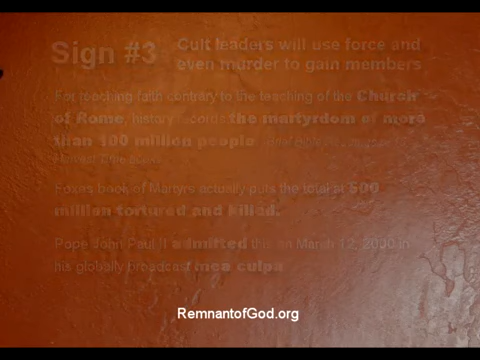 Sign #3
Cult leaders will use force and
even murder to gain members
For teaching faith contrary to the teaching of the Church
of Rome, history records the martyrdom of more
than 100 million people
Foxes book of Martyrs actually puts the total at 500
million tortured and killed.
Pope John Paul II admitted this on March 12, 2000 in
his globally broadcast mea culpa
RemnantofGod.org